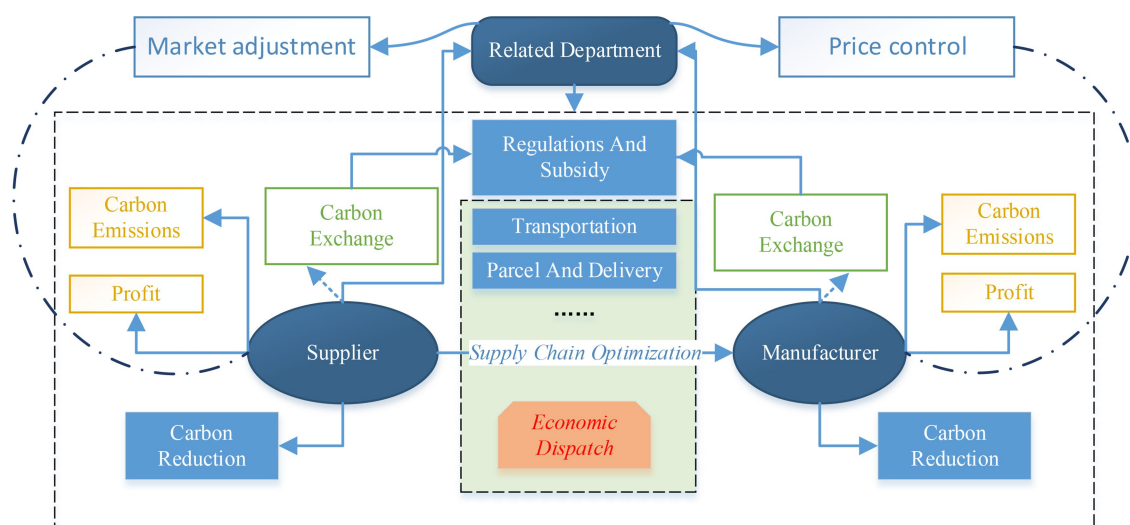 Market adjustment
Related Department
Price control
Regulations And
Subsidy
Carbon
Emissions
Carbon
Exchange
Transportation
Carbon
Exchange
Carbon
Emissions
Parcel And Delivery
Profit
Profit
......
Supplier
Supply Chain Optimization
Manufacturer
Carbon
Reduction
Economic
Dispatch
Carbon
Reduction